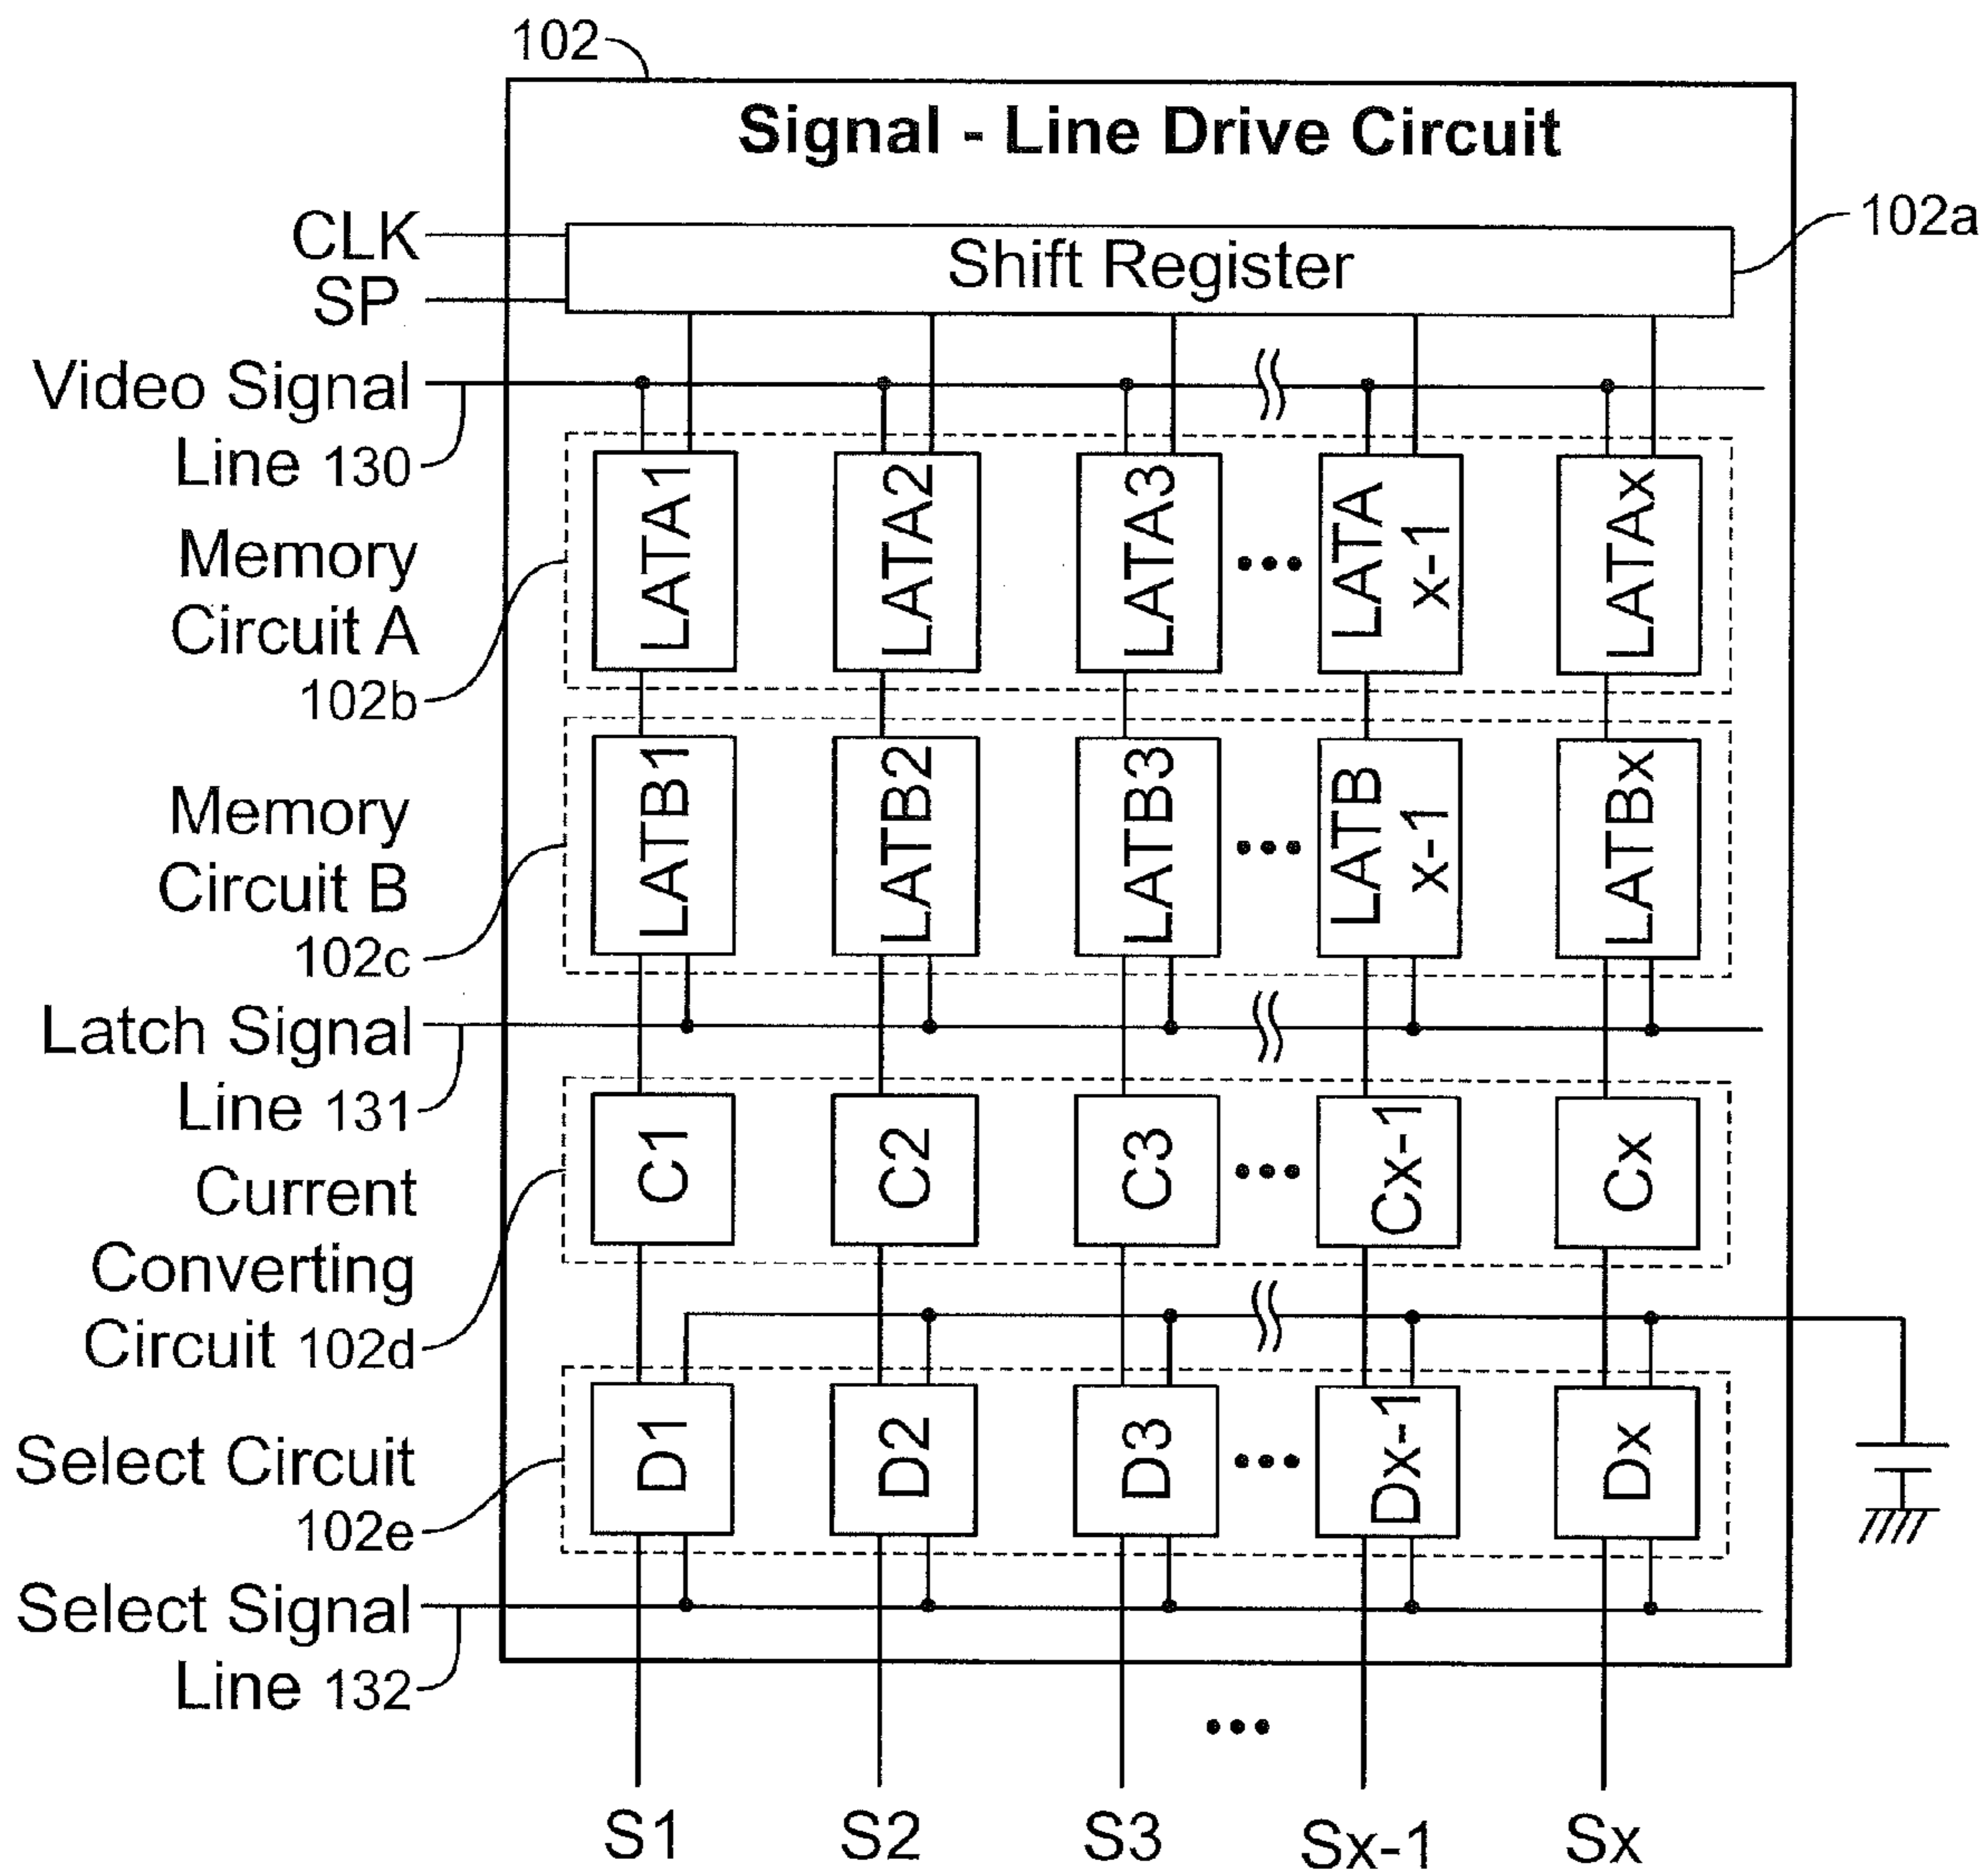 102
Signal - Line Drive Circuit
CLK
SP
Shift Register
102a
Video Signal
Line 130
Memory
Circuit A
102b
LATA1
LATA2
LATA3
•••
LATA
x-1
LATAx
Memory
Circuit B
102c
LATB1
LATB2
LATB3
•••
LATB
x-1
LATBx
Latch Signal
Line 131
Current
Converting
Circuit 102d
C1
C2
C3
•••
Cx-1
Cx
Select Circuit
102e
D1
D2
D3
•••
Dx-1
Dx
Select Signal
Line 132
•••
S1
S2
S3
Sx-1
Sx